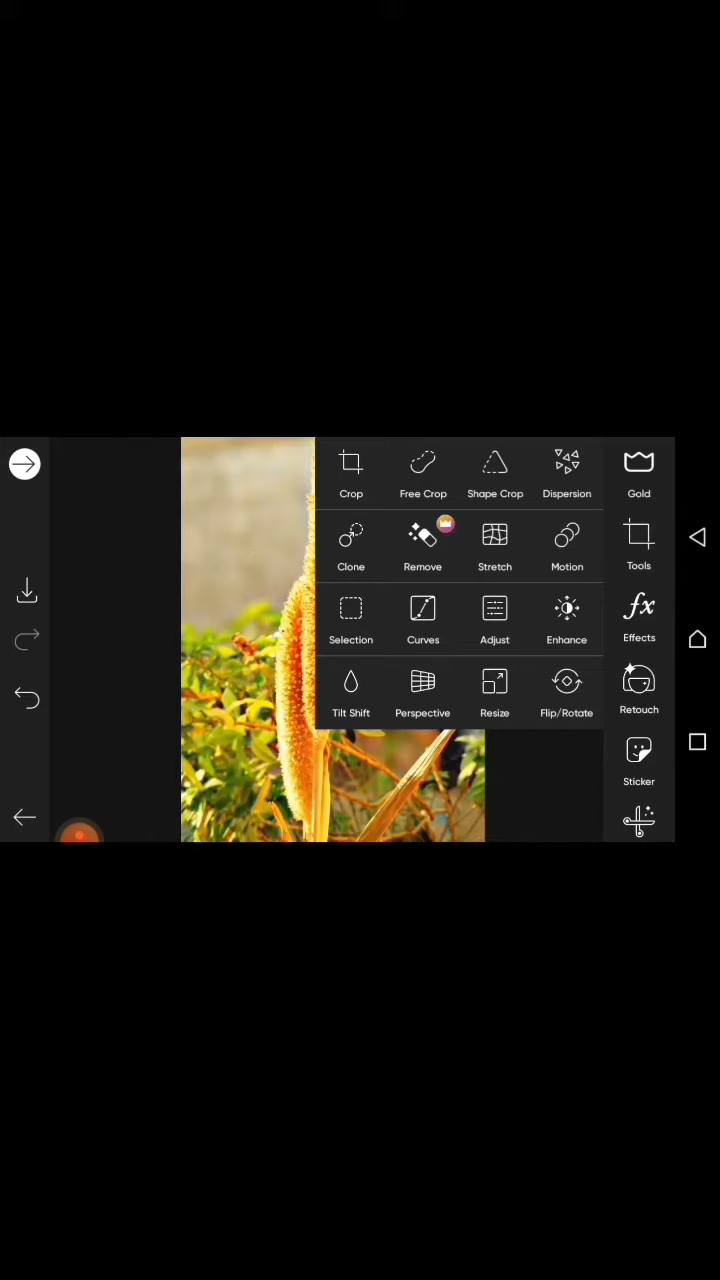 Crop Free Crop Shape Crop Dispersion
Clone Remove Stretch Motion
Selection Curves Adjust Enhance
Tilt Shift Perspective Resize Flip/Rotate
Gold
Tools
fx
Effects
Retouch
Sticker